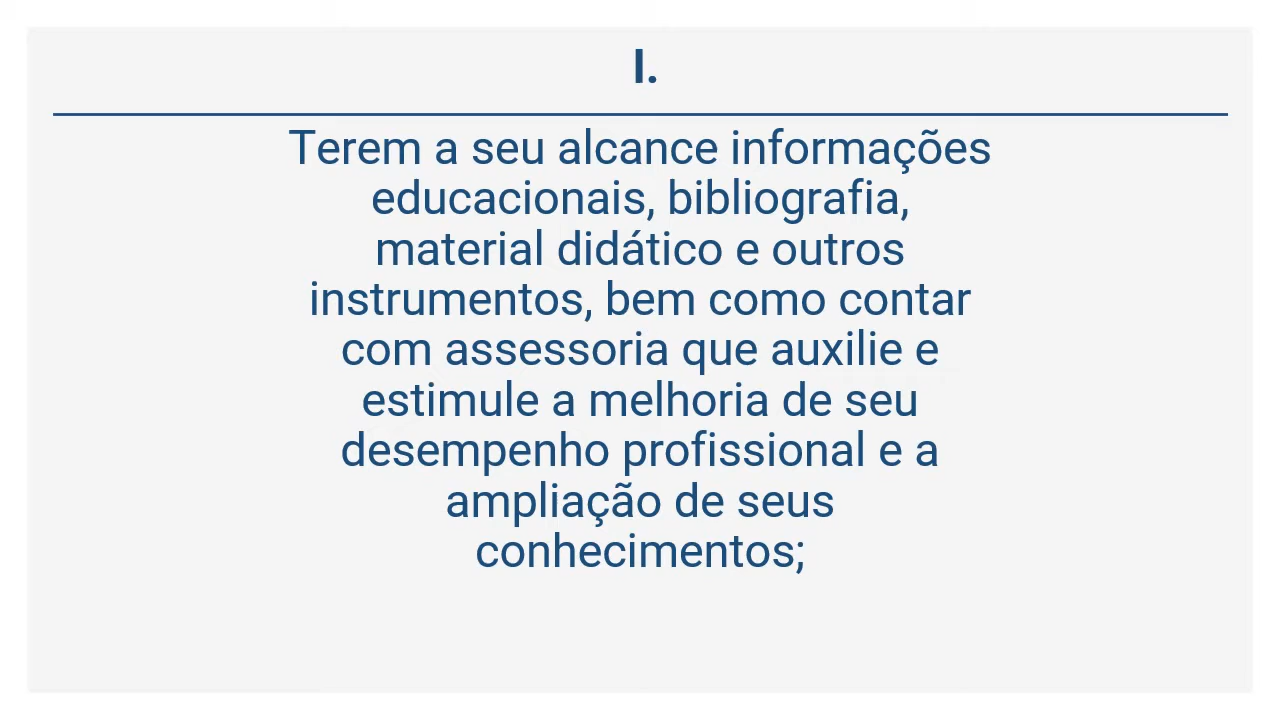 I.
Terem a seu alcance informações
educacionais, bibliografia,
material didático e outros
instrumentos, bem como contar
com assessoria que auxilie e
estimule a melhoria de seu
desempenho profissional e a
ampliação de seus
conhecimentos;